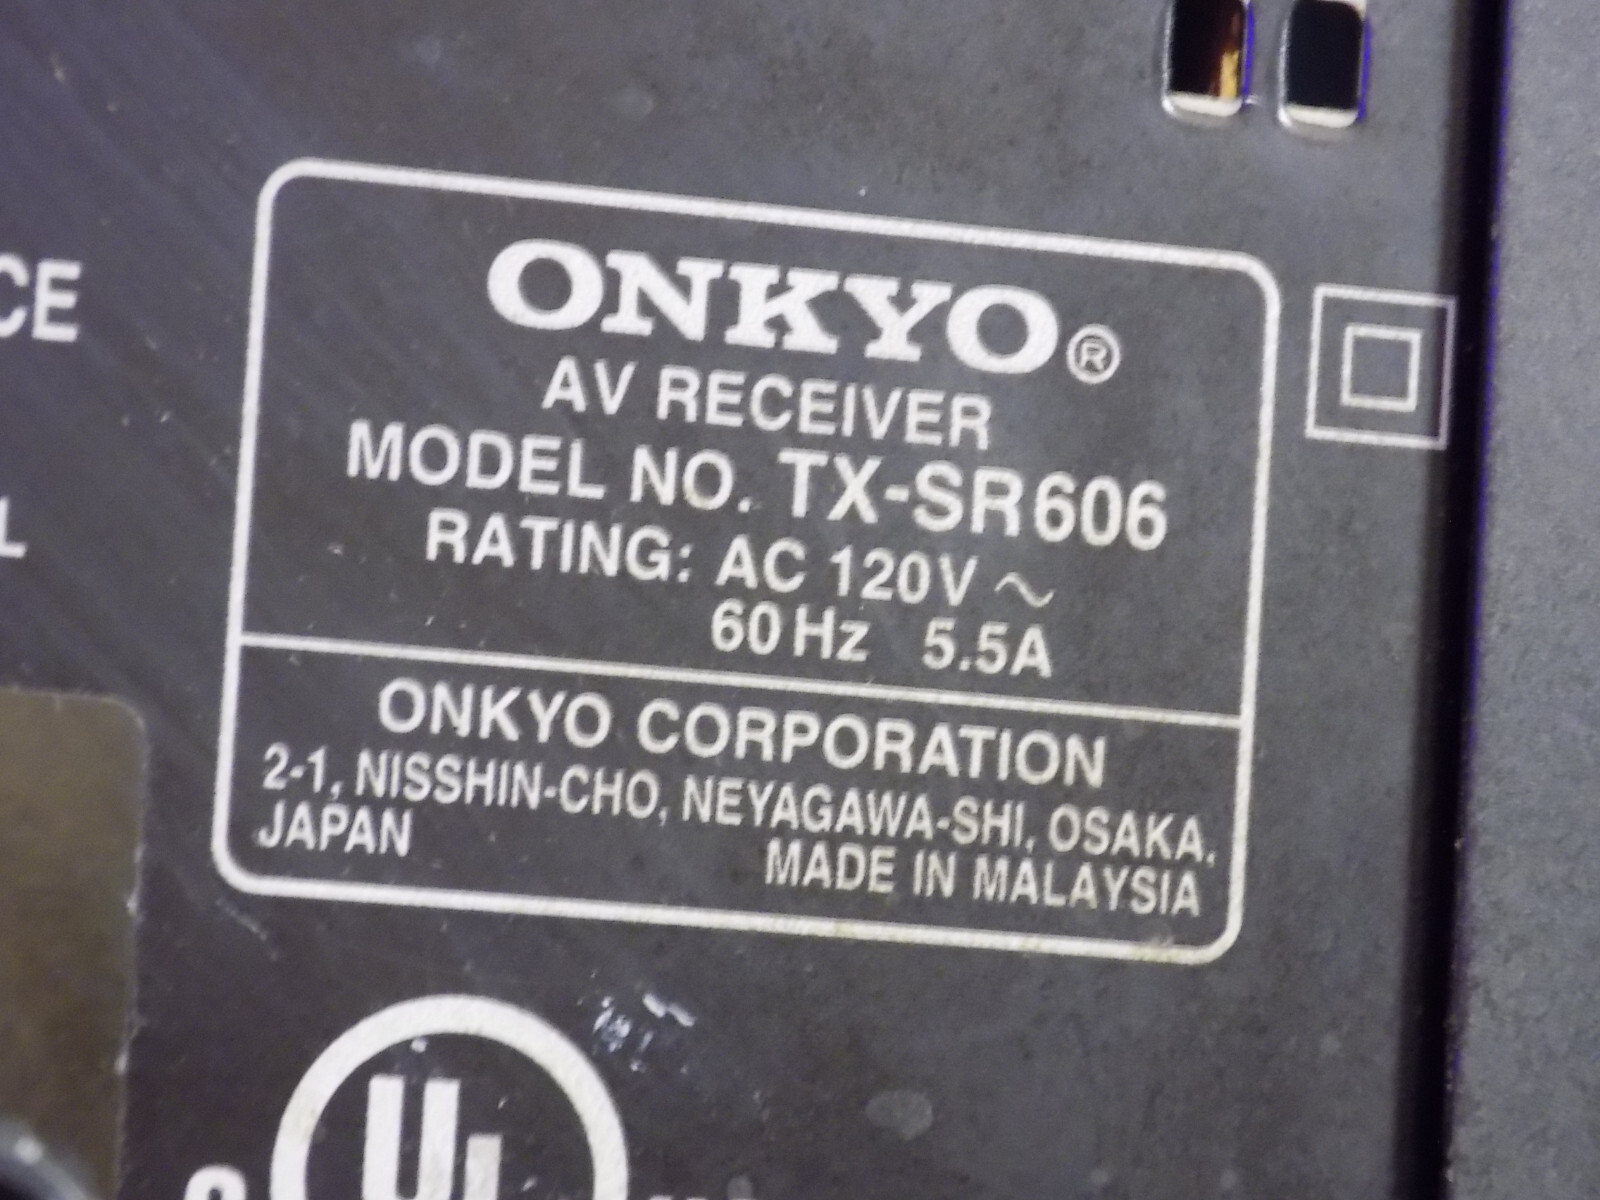 CE
L
ONKYO®
AV RECEIVER
MODEL NO. TX-SR606
RATING: AC 120V ~
60 Hz 5.5A
ONKYO CORPORATION
2-1, NISSHIN-CHO, NEYAGAWA-SHI, OSAKA,
JAPAN MADE IN MALAYSIA
UL